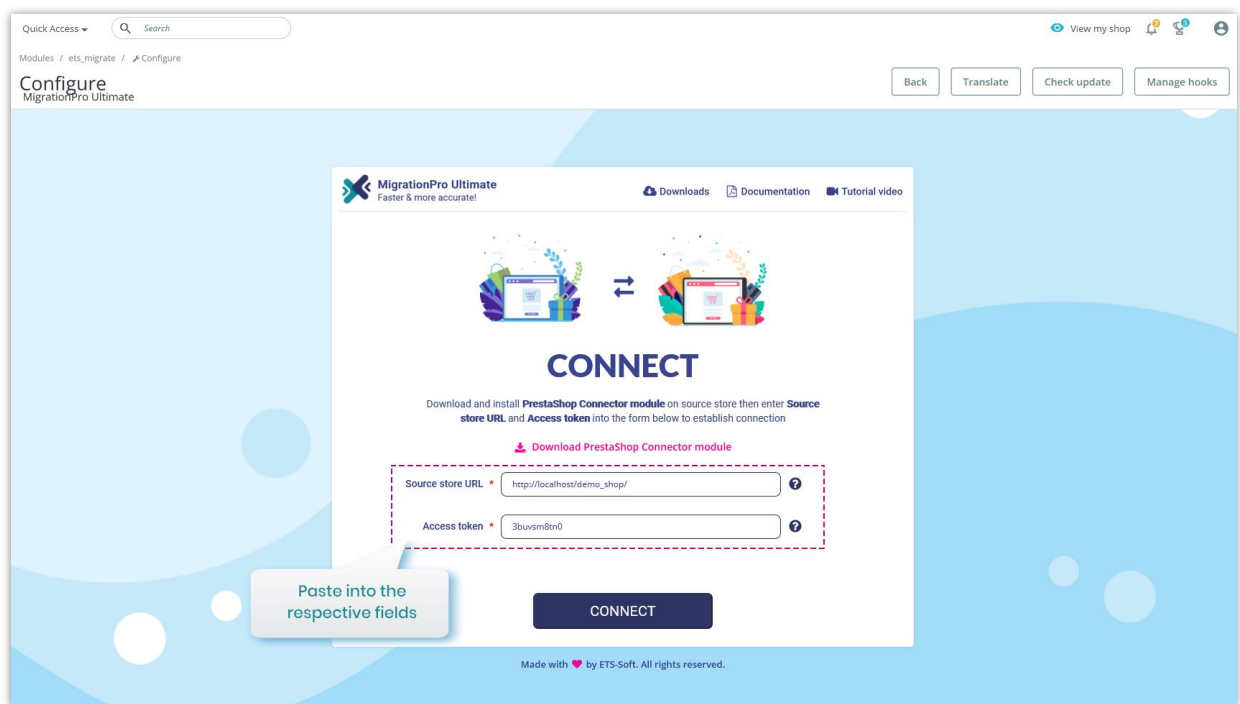 Quick Access
Search
View my shop
3
Modules / ets_migrate / Configure
Configure
MigrationPro Ultimate
Back
Translate
Check update
Manage hooks
MigrationPro Ultimate
Faster & more accurate!
Downloads
Documentation
Tutorial video
CONNECT
Download and install PrestaShop Connector module on source store then enter Source
store URL and Access token into the form below to establish connection
Download PrestaShop Connector module
Source store URL *
http://localhost/demo_shop/
?
Access token *
3buvsm8tn0
?
Paste into the
respective fields
CONNECT
Made with ❤ by ETS-Soft. All rights reserved.